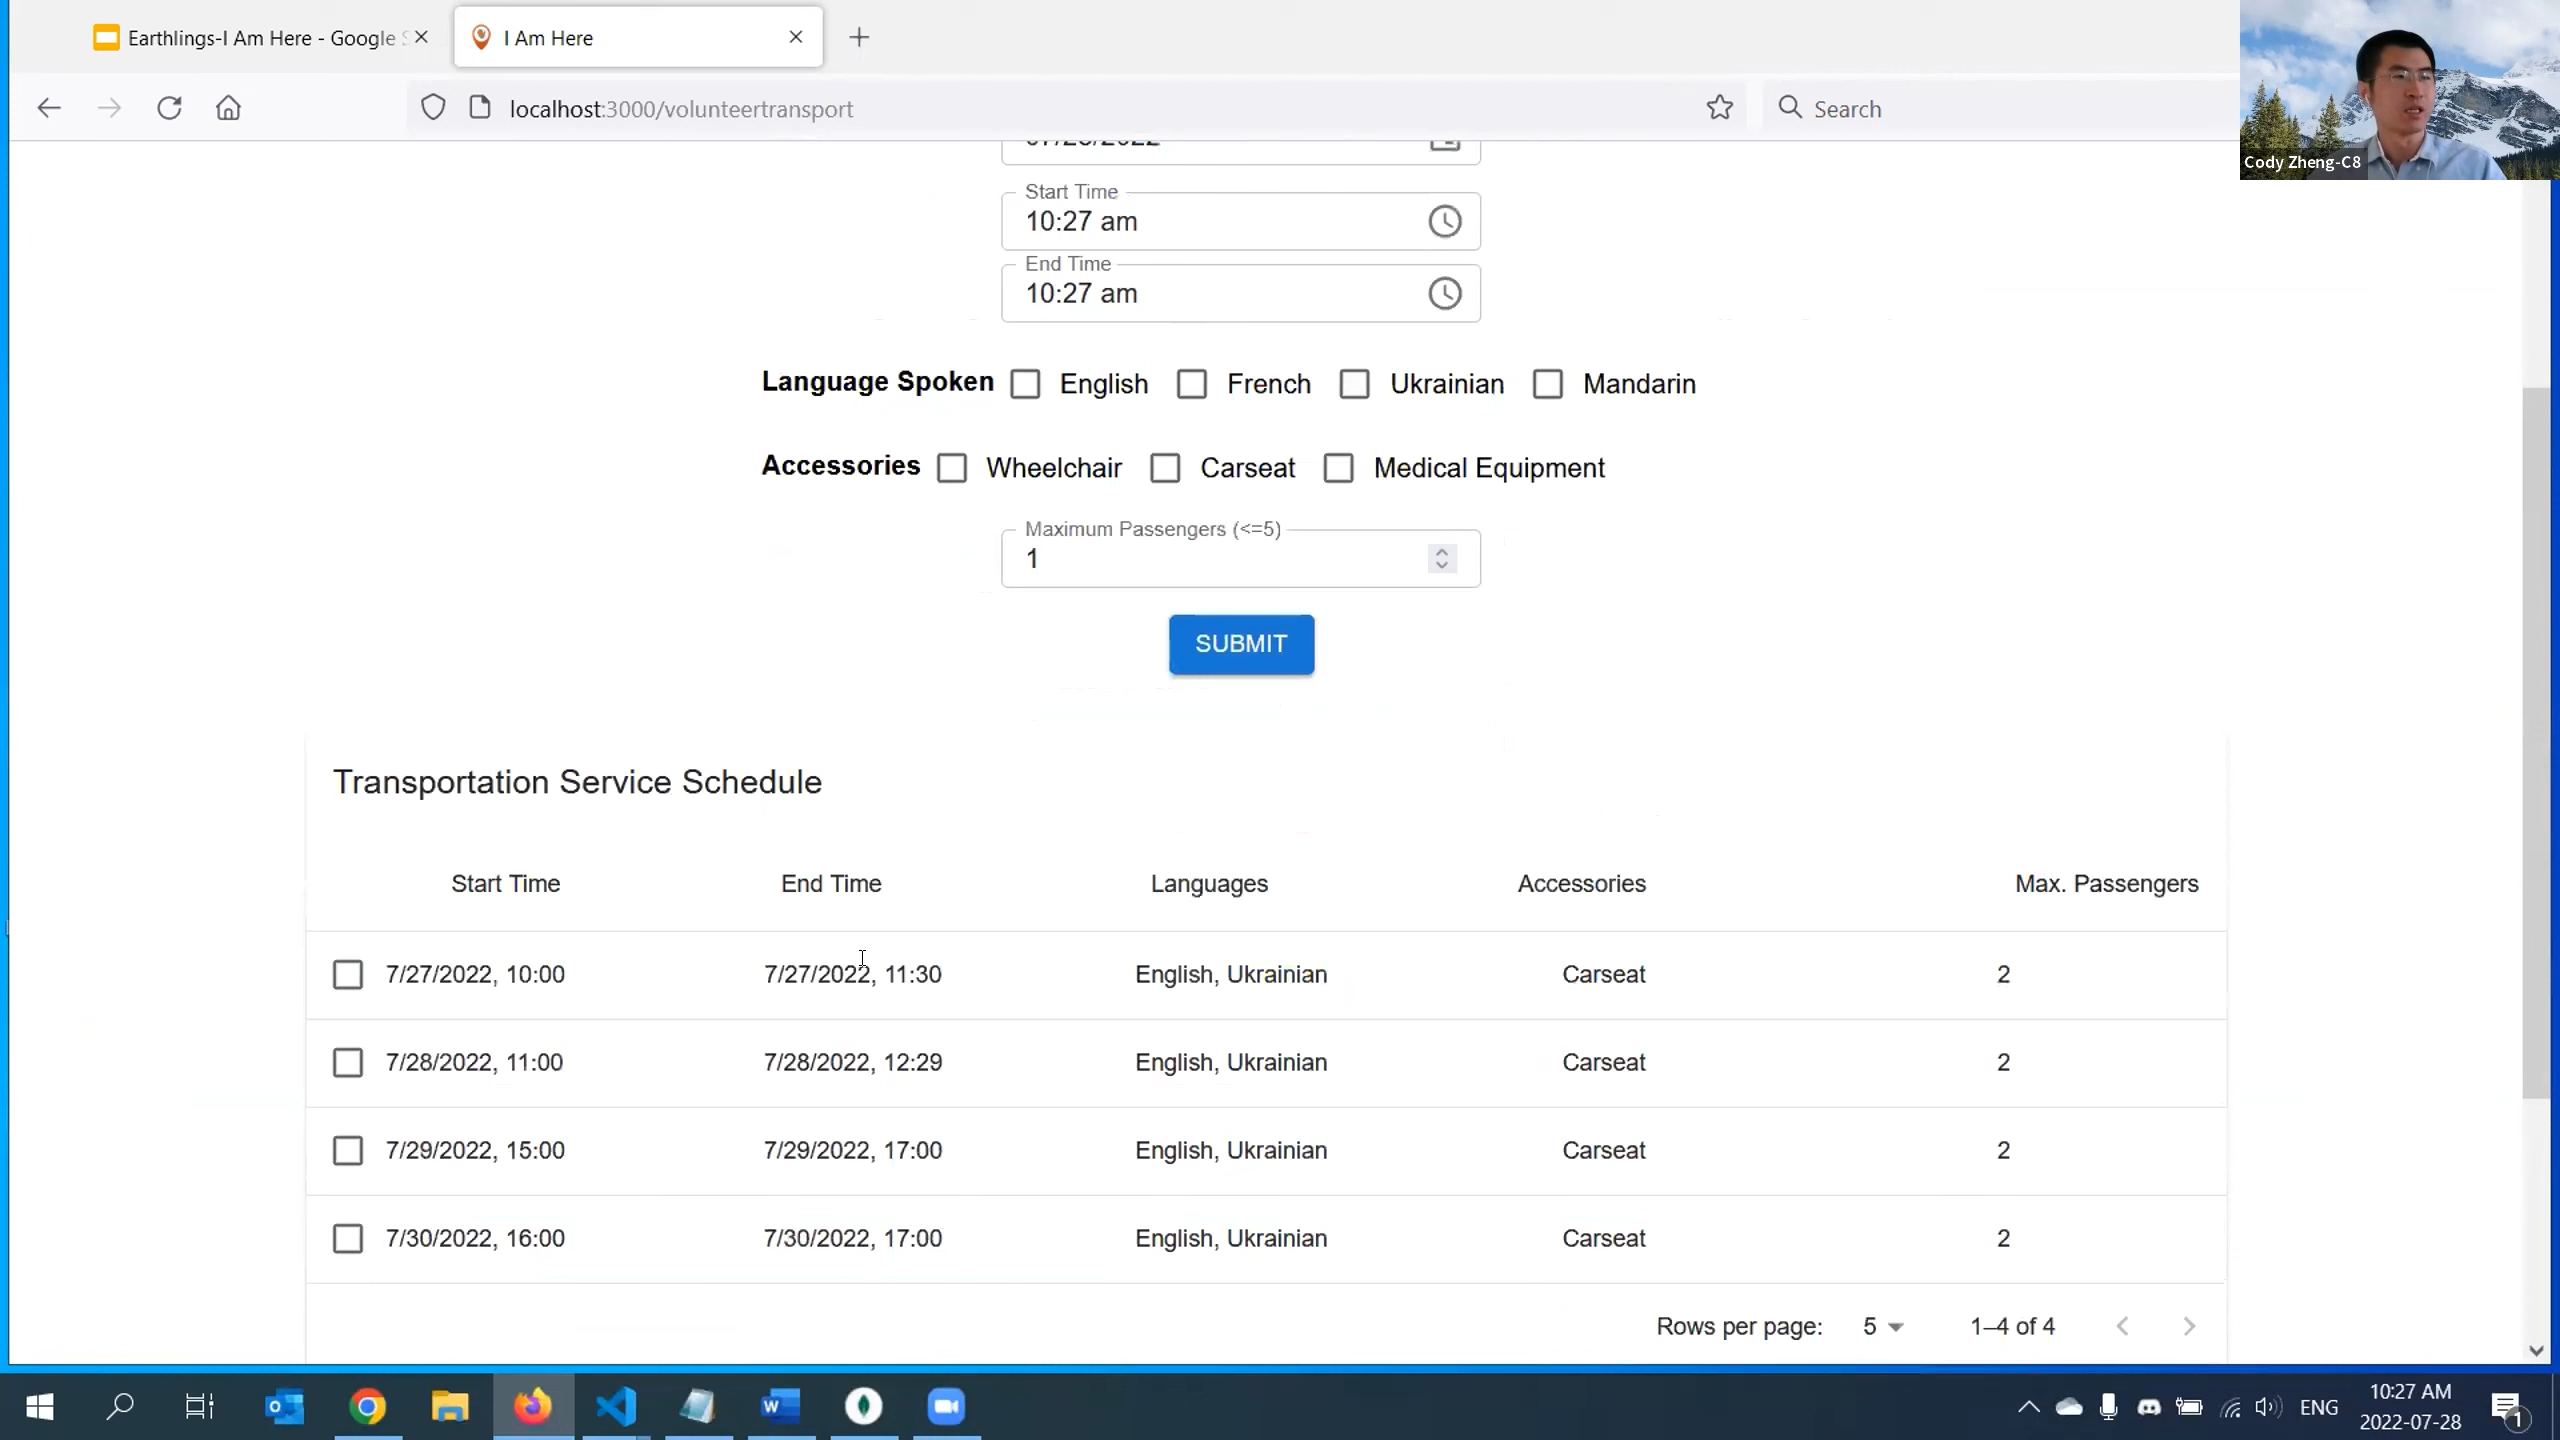 Earthlings-I Am Here - Google S
I Am Here
localhost:3000/volunteertransport
Search
Cody Zheng-C8
Start Time
10:27 am
End Time
10:27 am
Language Spoken English French Ukrainian Mandarin
Accessories Wheelchair Carseat Medical Equipment
Maximum Passengers (<=5)
1
SUBMIT
Transportation Service Schedule
Start Time End Time Languages Accessories Max. Passengers
7/27/2022, 10:00 7/27/2022, 11:30 English, Ukrainian Carseat 2
7/28/2022, 11:00 7/28/2022, 12:29 English, Ukrainian Carseat 2
7/29/2022, 15:00 7/29/2022, 17:00 English, Ukrainian Carseat 2
7/30/2022, 16:00 7/30/2022, 17:00 English, Ukrainian Carseat 2
Rows per page: 5 1–4 of 4
ENG
10:27 AM
2022-07-28
1